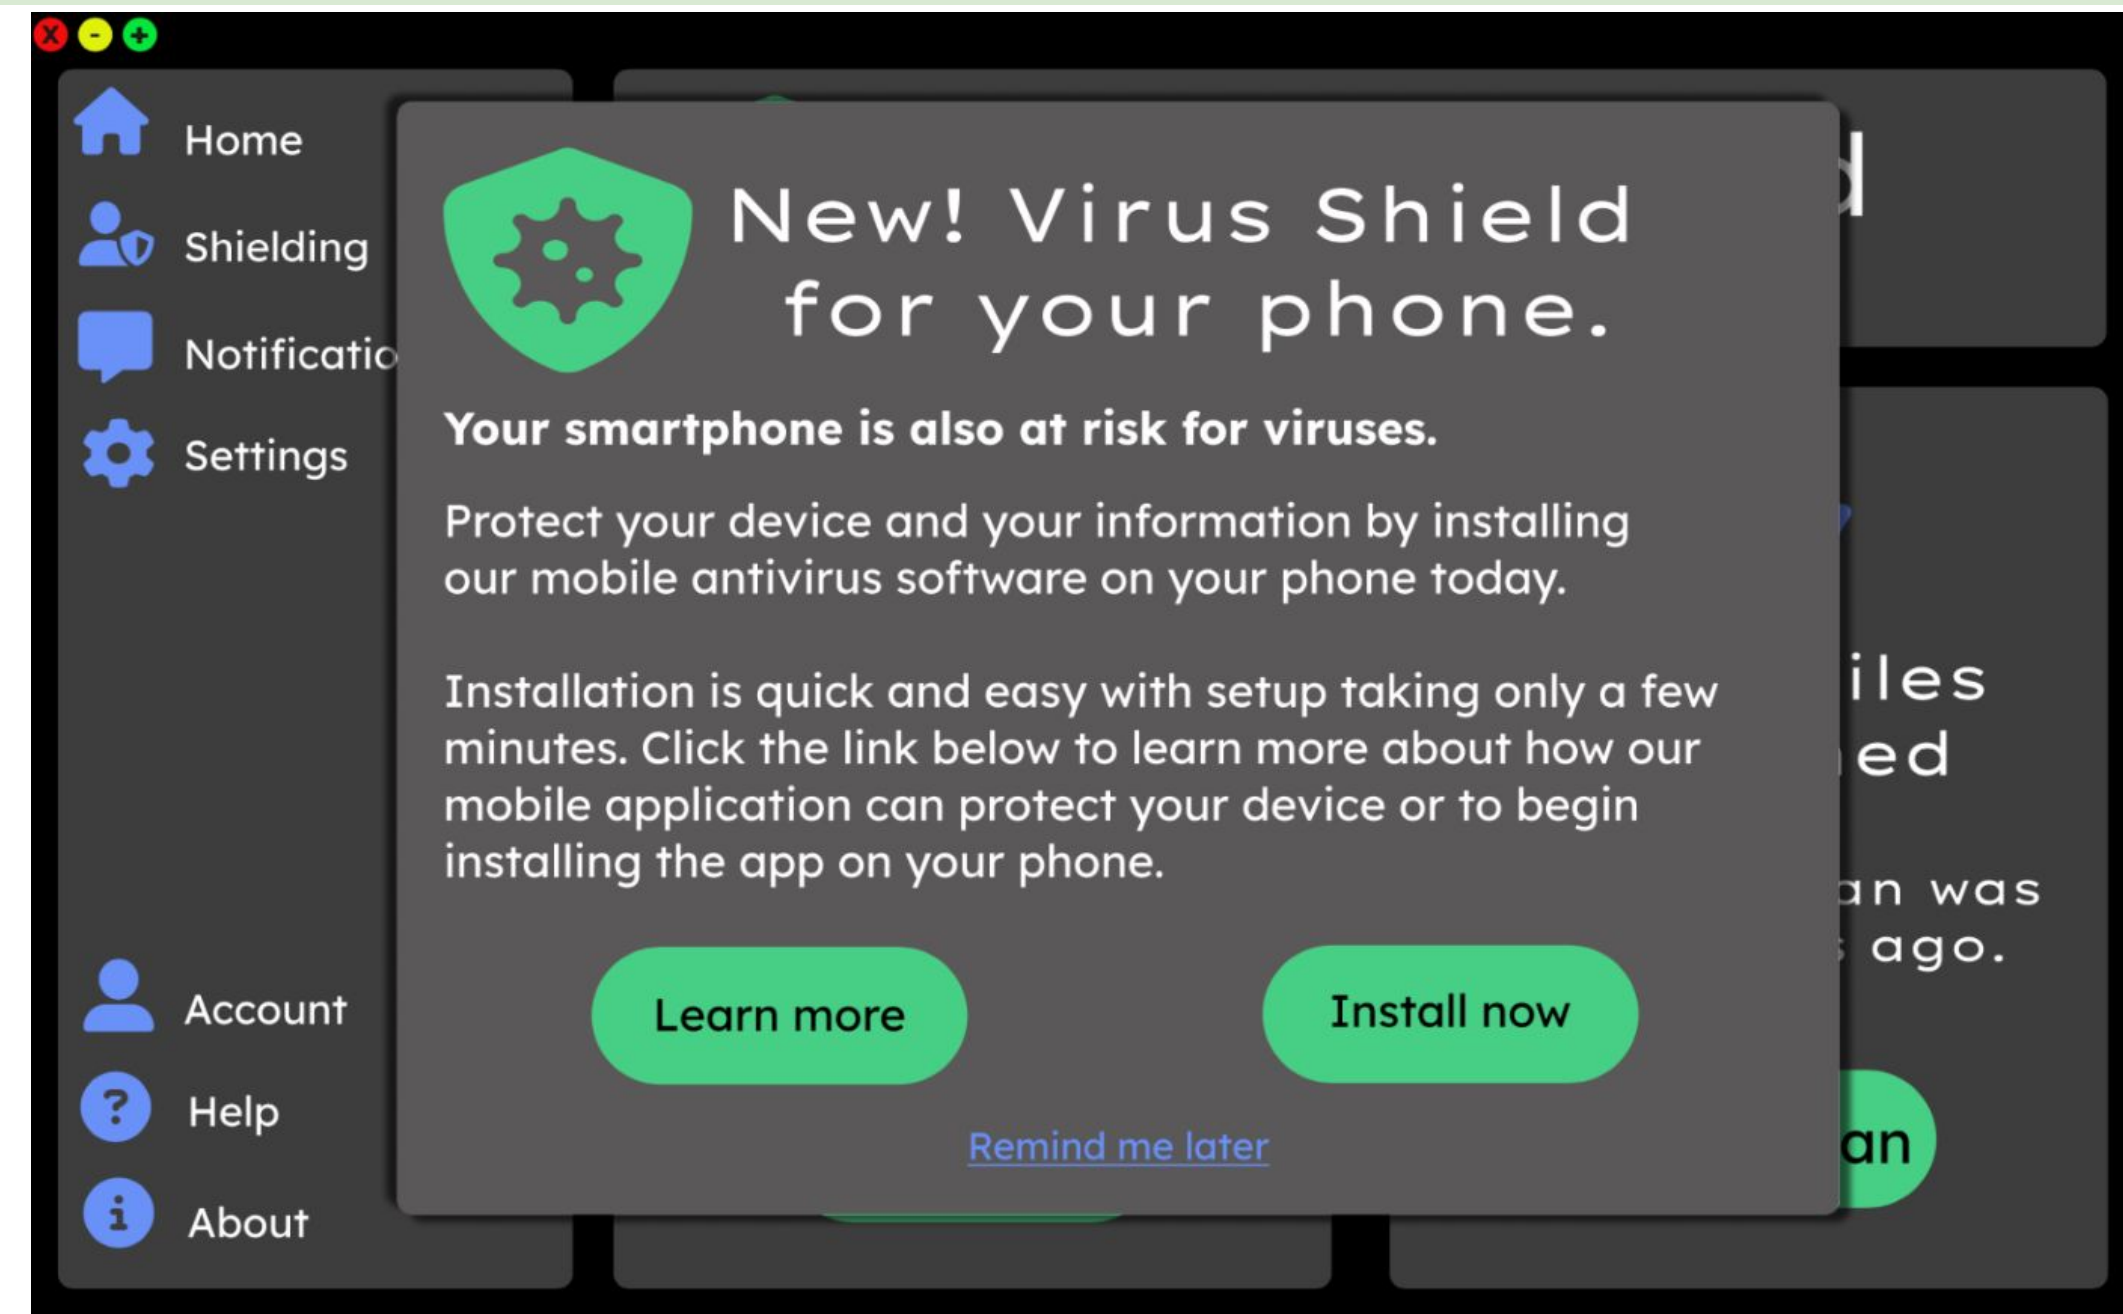 X - +
Home
Shielding
Notificatio
Settings
Account
Help
About
New! Virus Shield
for your phone.
Your smartphone is also at risk for viruses.
Protect your device and your information by installing
our mobile antivirus software on your phone today.
Installation is quick and easy with setup taking only a few
minutes. Click the link below to learn more about how our
mobile application can protect your device or to begin
installing the app on your phone.
Learn more
Install now
Remind me later
d
iles
ed
an was
s ago.
an